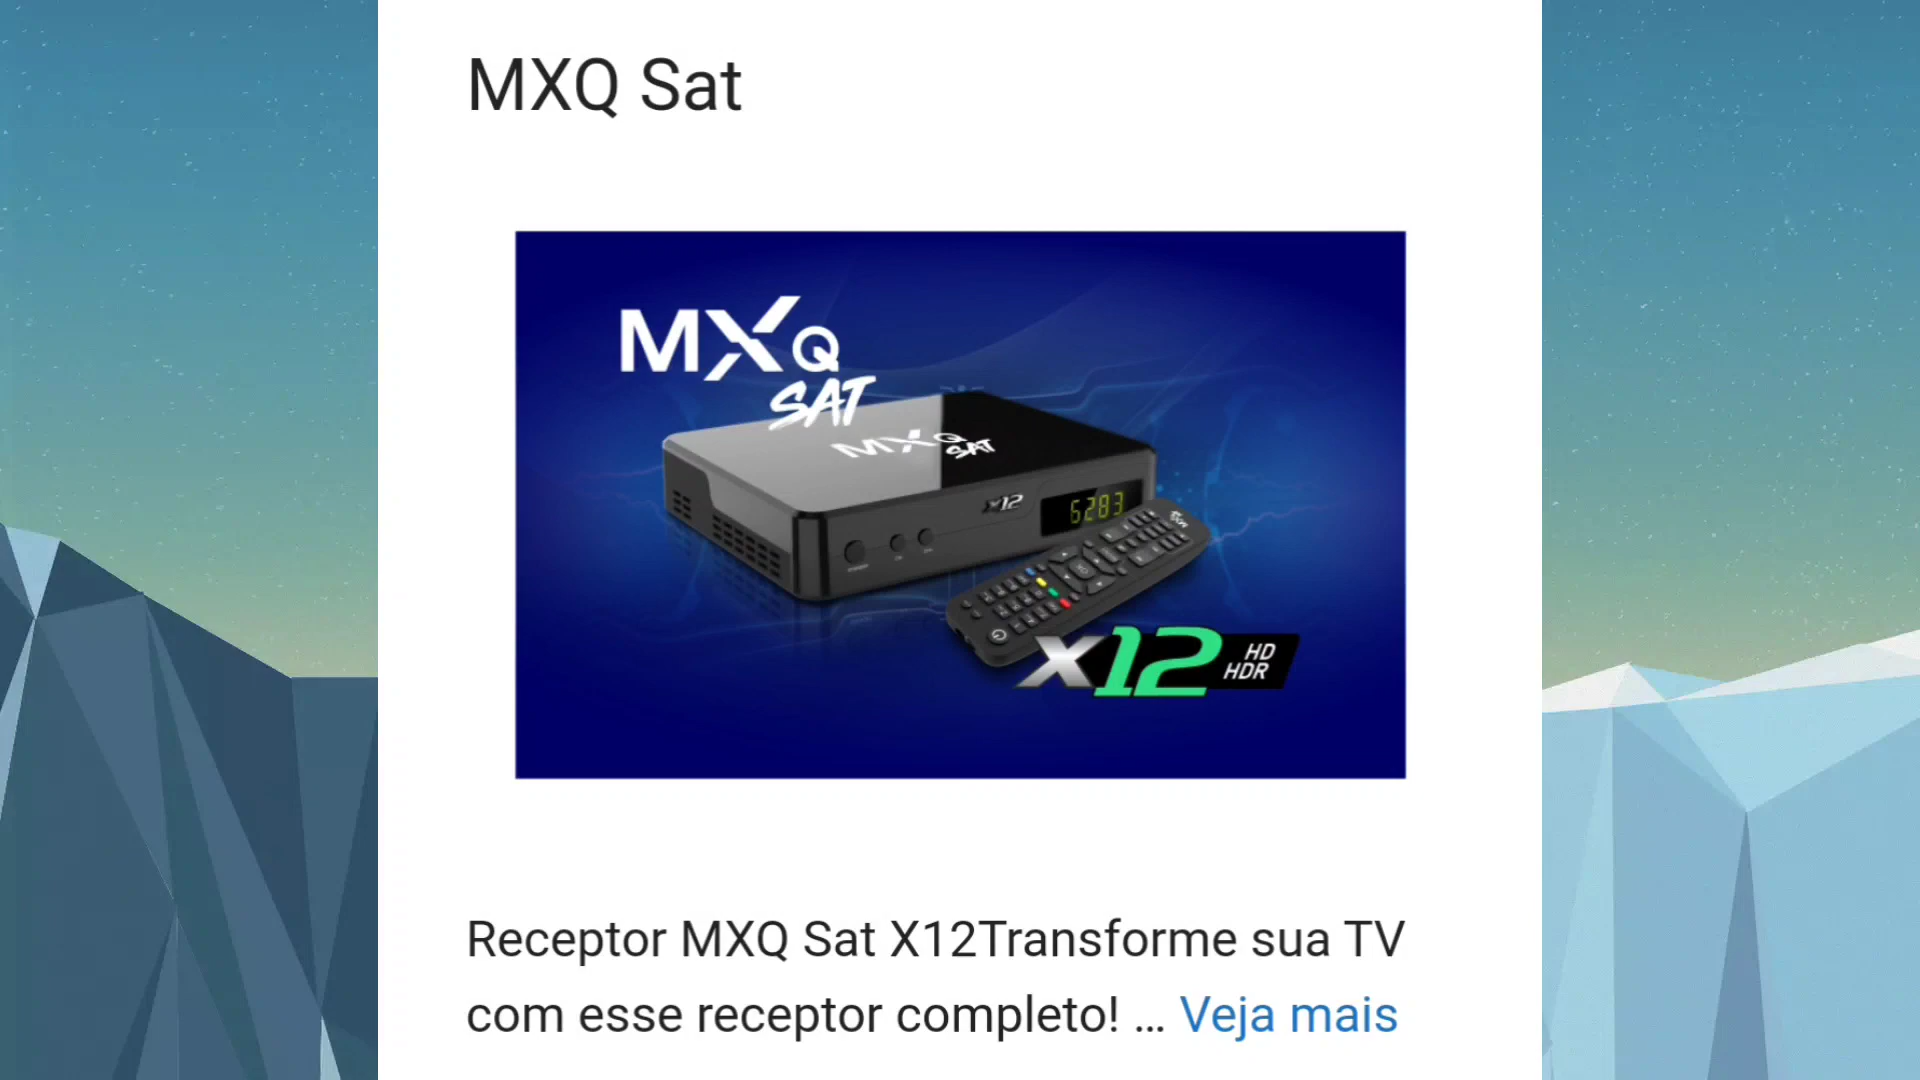 MXQ Sat
MXQ
SAT
MXQ
SAT
X12
6283
X12
HD
HDR
Receptor MXQ Sat X12Transforme sua TV
com esse receptor completo! ... Veja mais